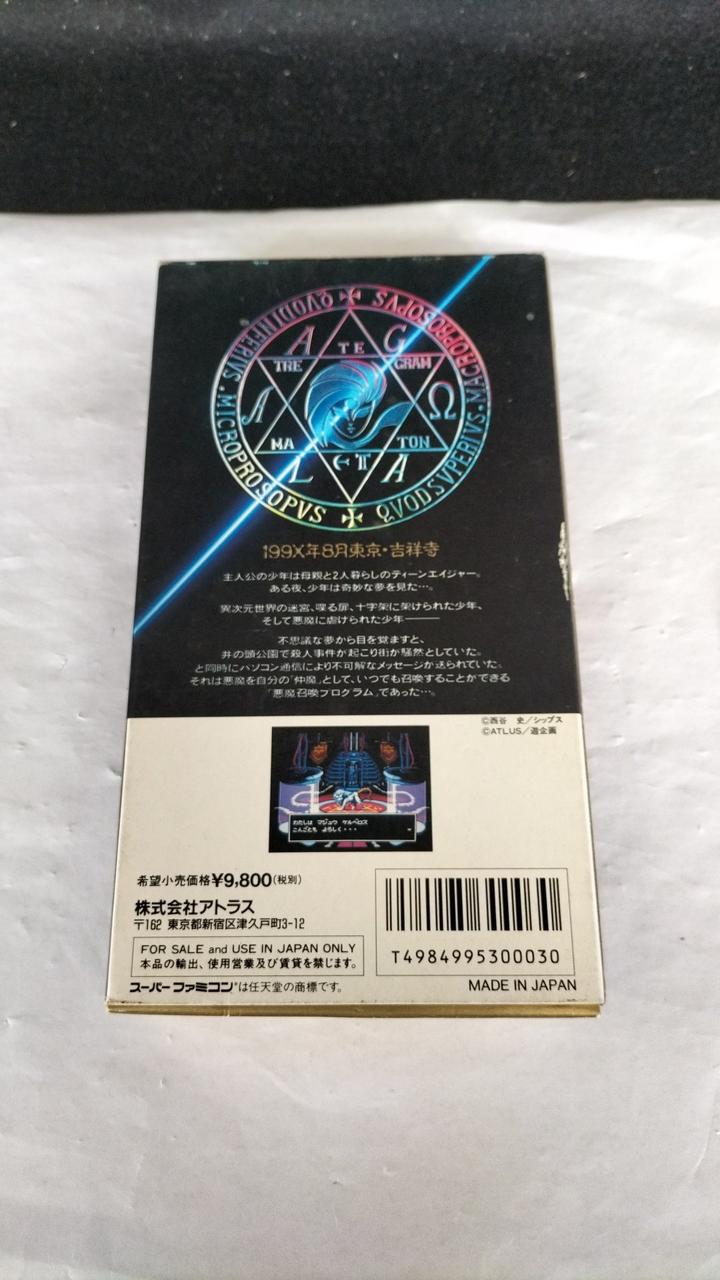 QVODINFERIVS.MICROPROSOPVS
QVODSVPERIVS.MACROPROSOPVS
A TE G
TRE GRAM
Λ Ω
MA TON
L A
199X年8月東京・吉祥寺
主人公の少年は母親と2人暮らしのティーンエイジャー。
ある夜、少年は奇妙な夢を見た…。
異次元世界の迷宮、喋る扉、十字架に架けられた少年、
そして悪魔に虐げられた少年────
不思議な夢から目を覚ますと、
井の頭公園で殺人事件が起こり街が騒然としていた。
と同時にパソコン通信により不可解なメッセージが送られていた。
それは悪魔を自分の「仲魔」として、いつでも召喚することができる
「悪魔召喚プログラム」であった…。
©西谷 史/シップス
©ATLUS/遊企画
わたしは マジュウ ケルベロス
こんごとも よろしく・・・
希望小売価格¥9,800(税別)
株式会社アトラス
〒162 東京都新宿区津久戸町3-12
FOR SALE and USE IN JAPAN ONLY
本品の輸出、使用営業及び賃貸を禁じます。
T4984995300030
スーパーファミコン®は任天堂の商標です。
MADE IN JAPAN